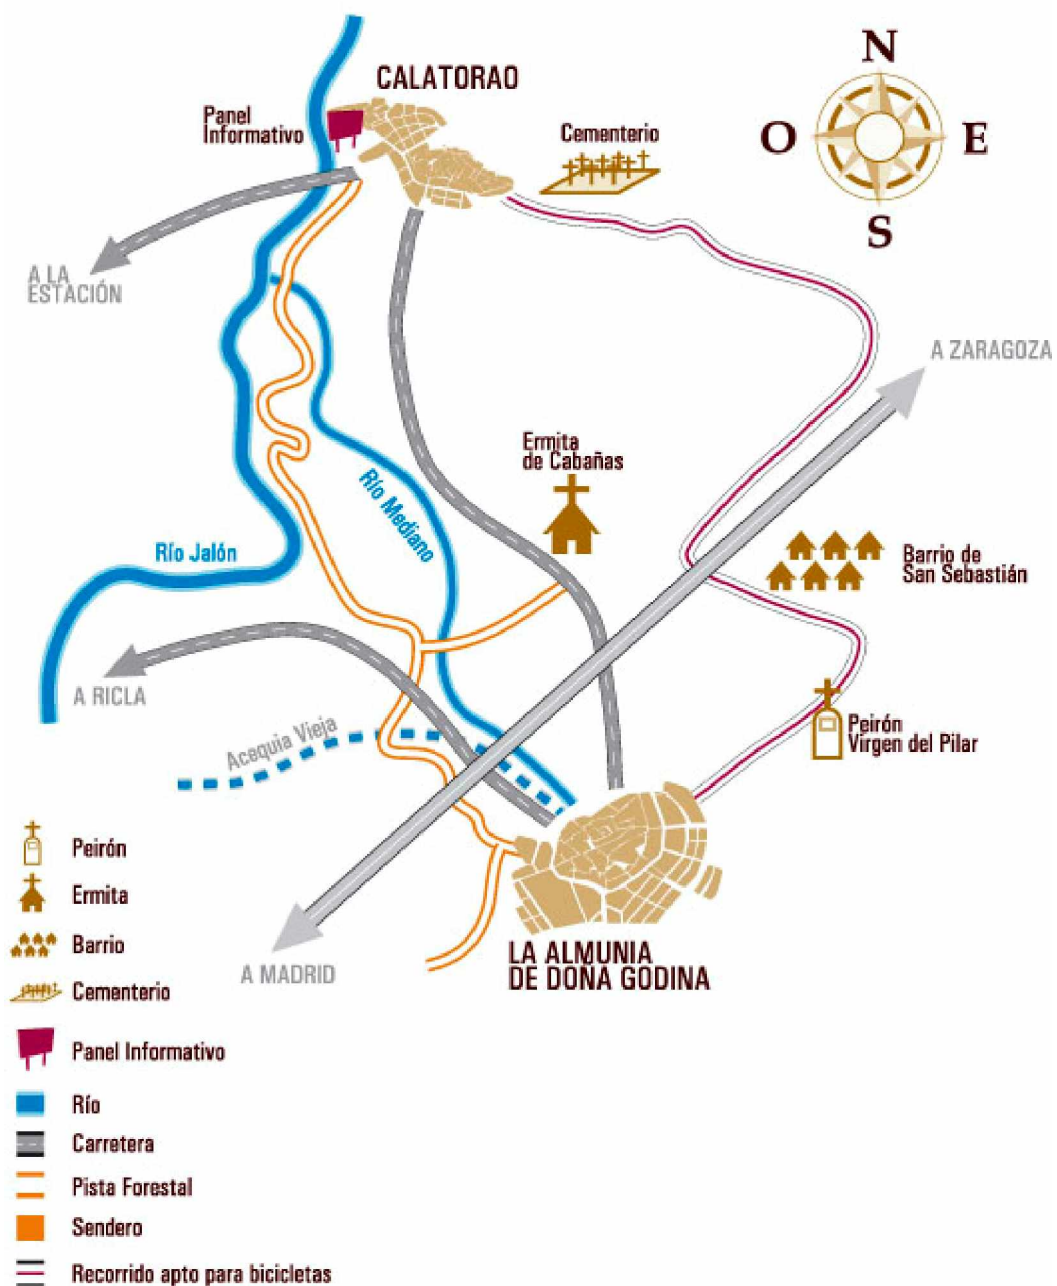 N
O
E
S
CALATORAO
Panel
Informativo
Cementerio
A LA
ESTACIÓN
A ZARAGOZA
Ermita
de Cabañas
Río Mediano
Río Jalón
Barrio de
San Sebastián
A RICLA
Acequia Vieja
Peirón
Virgen del Pilar
A MADRID
LA ALMUNIA
DE DOÑA GODINA
Peirón
Ermita
Barrio
Cementerio
Panel Informativo
Río
Carretera
Pista Forestal
Sendero
Recorrido apto para bicicletas